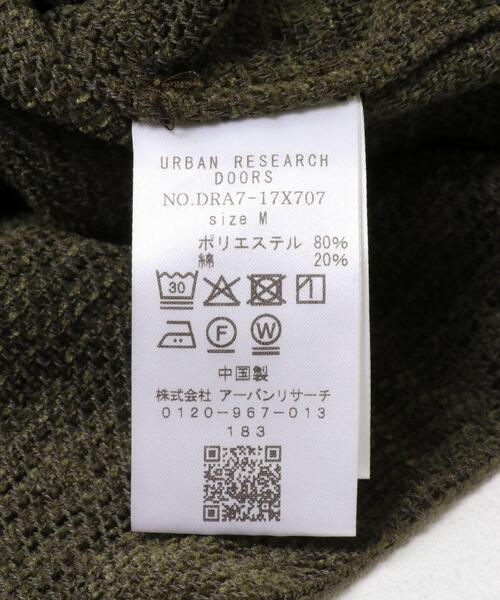 URBAN RESEARCH
DOORS
NO.DRA7-17X707
size M
ポリエステル 80%
綿 20%
30
F W
中国製
株式会社 アーバンリサーチ
0120-967-013
183